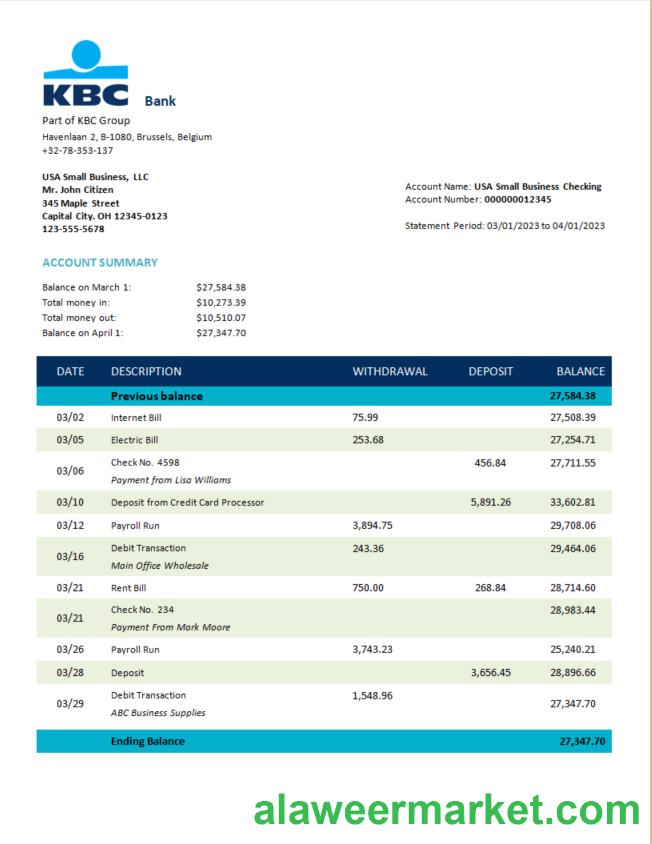 KBC Bank
Part of KBC Group
Havenlaan 2, B-1080, Brussels, Belgium
+32-78-353-137
USA Small Business, LLC
Mr. John Citizen
345 Maple Street
Capital City. OH 12345-0123
123-555-5678
Account Name: USA Small Business Checking
Account Number: 000000012345
Statement Period: 03/01/2023 to 04/01/2023
ACCOUNT SUMMARY
Balance on March 1: $27,584.38
Total money in: $10,273.39
Total money out: $10,510.07
Balance on April 1: $27,347.70
DATE DESCRIPTION WITHDRAWAL DEPOSIT BALANCE
Previous balance 27,584.38
03/02 Internet Bill 75.99 27,508.39
03/05 Electric Bill 253.68 27,254.71
03/06 Check No. 4598 456.84 27,711.55
Payment from Lisa Williams
03/10 Deposit from Credit Card Processor 5,891.26 33,602.81
03/12 Payroll Run 3,894.75 29,708.06
03/16 Debit Transaction 243.36 29,464.06
Main Office Wholesale
03/21 Rent Bill 750.00 268.84 28,714.60
03/21 Check No. 234 28,983.44
Payment From Mark Moore
03/26 Payroll Run 3,743.23 25,240.21
03/28 Deposit 3,656.45 28,896.66
03/29 Debit Transaction 1,548.96 27,347.70
ABC Business Supplies
Ending Balance 27,347.70
alaweermarket.com